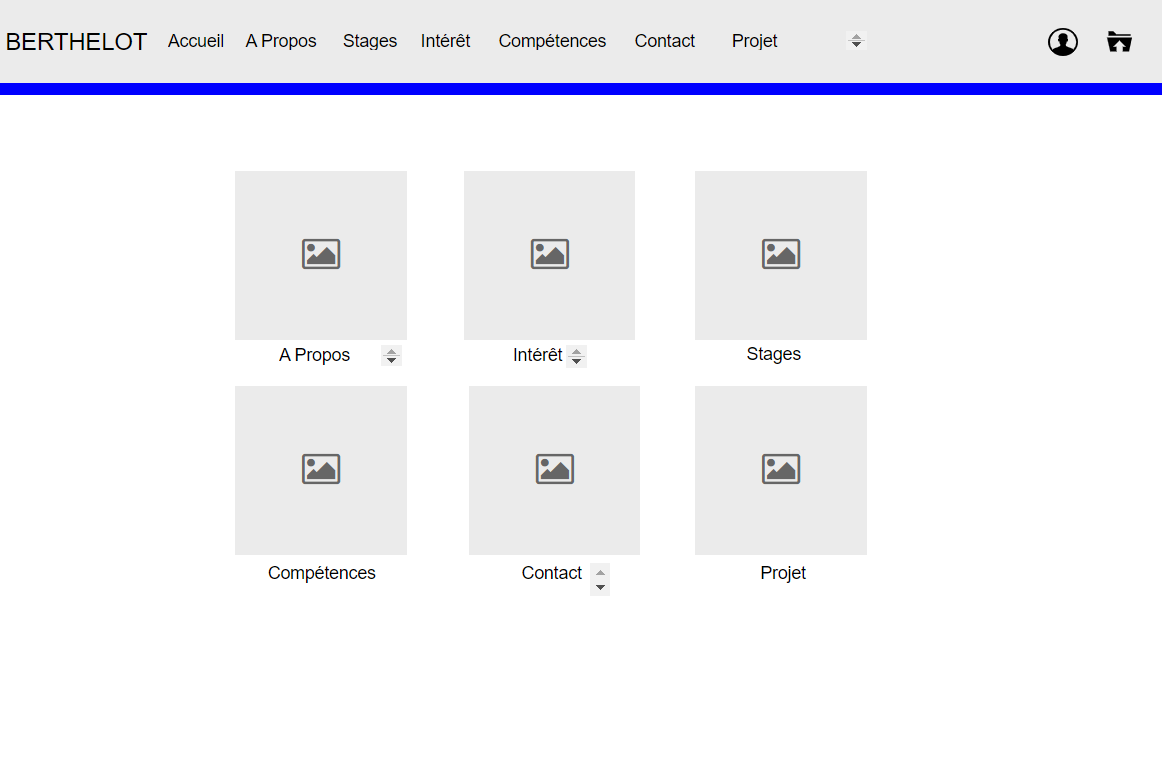 BERTHELOT Accueil A Propos Stages Intérêt Compétences Contact Projet
A Propos Intérêt Stages
Compétences Contact Projet